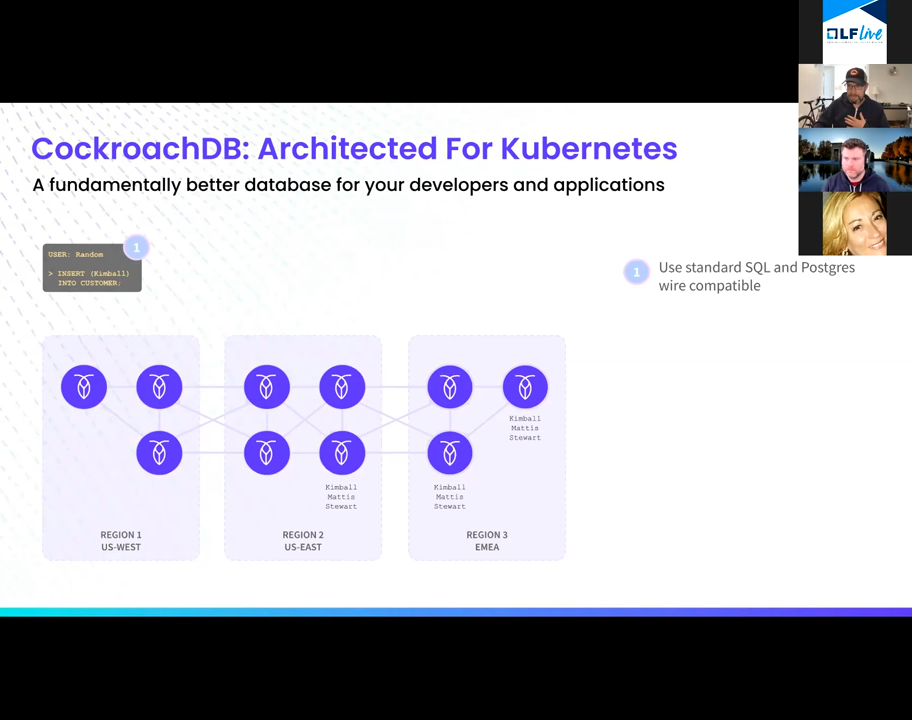 LF live
CockroachDB: Architected For Kubernetes
A fundamentally better database for your developers and applications
1
USER: Random
> INSERT (Kimball)
INTO CUSTOMER;
1
Use standard SQL and Postgres
wire compatible
Kimball
Mattis
Stewart
Kimball
Mattis
Stewart
Kimball
Mattis
Stewart
REGION 1
US-WEST
REGION 2
US-EAST
REGION 3
EMEA